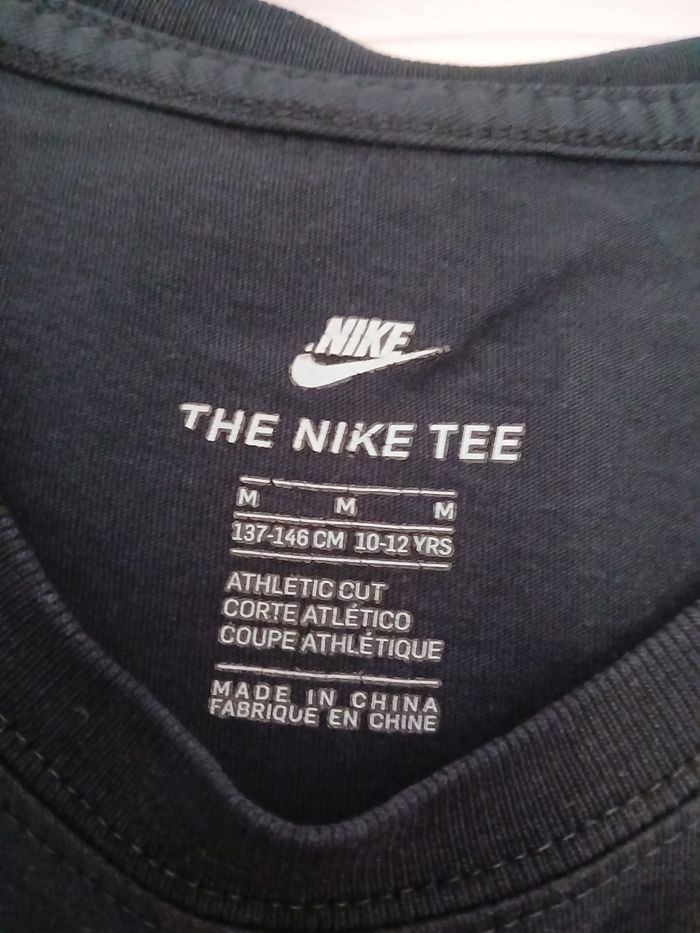 NIKE
THE NIKE TEE
M M M
137-146 CM 10-12 YRS
ATHLETIC CUT
CORTE ATLÉTICO
COUPE ATHLÉTIQUE
MADE IN CHINA
FABRIQUE EN CHINE